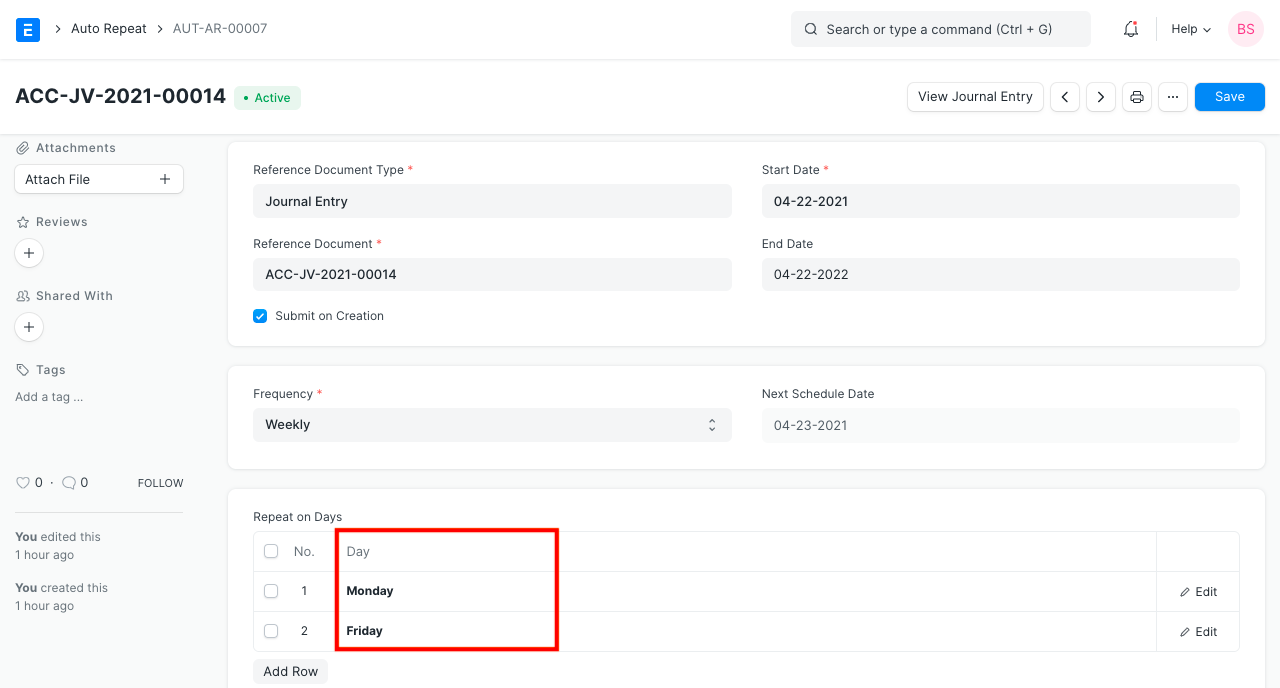 E
Auto Repeat
AUT-AR-00007
Search or type a command (Ctrl + G)
Help
BS
ACC-JV-2021-00014
Active
View Journal Entry
Save
Attachments
Attach File
Reviews
Shared With
Tags
Add a tag ...
0 · 0
FOLLOW
You edited this
1 hour ago
You created this
1 hour ago
Reference Document Type *
Journal Entry
Start Date *
04-22-2021
Reference Document *
ACC-JV-2021-00014
End Date
04-22-2022
Submit on Creation
Frequency *
Weekly
Next Schedule Date
04-23-2021
Repeat on Days
No. Day
1 Monday Edit
2 Friday Edit
Add Row